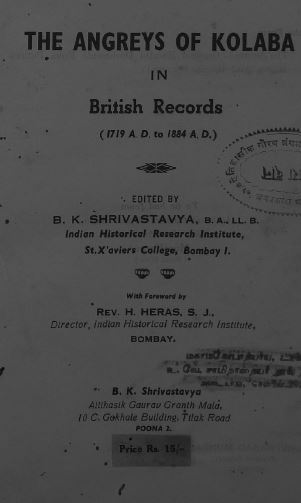 THE ANGREYS OF KOLABA
IN
British Records
(1719 A. D. to 1884 A. D.)
EDITED BY
B. K. SHRIVASTAVYA, B. A., LL. B.
Indian Historical Research Institute,
St. X'aviers College, Bombay 1.
With Foreword by
REV. H. HERAS, S. J.,
Director, Indian Historical Research Institute,
BOMBAY.
B. K. Shrivastavya
Aitihasik Gaurav Granth Mala,
10 C. Gokhale Building, Tilak Road
POONA 2.
Price Rs. 15/-